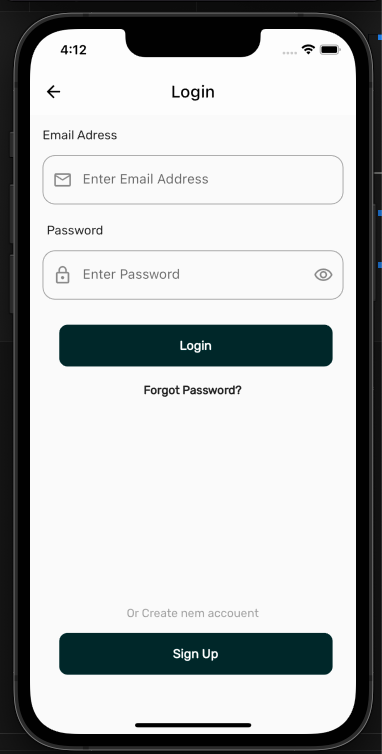 4:12
Login
Email Adress
Enter Email Address
Password
Enter Password
Login
Forgot Password?
Or Create nem accouent
Sign Up